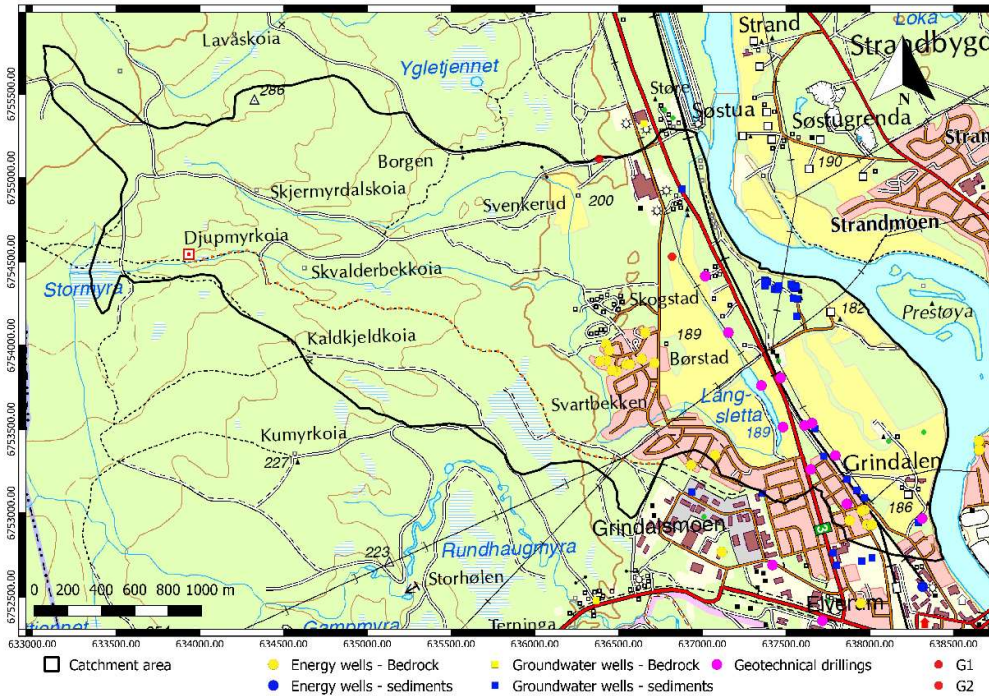 Lavåskoia
286
Ygletjennet
Støre
Strand
Løka
Strandbygd
N
Søstua
Søstugrenda
190
Stran
Borgen
Skjermyrdalskoia
Svenkerud
200
Strandmoen
Djupmyrkoia
Skvalderbekkoia
Stormyra
Skogstad
182
Prestøya
189
Kaldkjeldkoia
Børstad
Svartbekken
Lång-
sletta
189
Kumyrkoia
227
Grindalen
186
Grindalsmoen
3
223
Rundhaugmyra
Storhølen
Elverum
Terninga
Gampmyra
0 200 400 600 800 1000 m
6755500.00
6755000.00
6754500.00
6754000.00
6753500.00
6753000.00
6752500.00
633000.00 633500.00 634000.00 634500.00 635000.00 635500.00 636000.00 636500.00 637000.00 637500.00 638000.00 638500.00
Catchment area
Energy wells - Bedrock
Groundwater wells - Bedrock
Geotechnical drillings
G1
Energy wells - sediments
Groundwater wells - sediments
G2